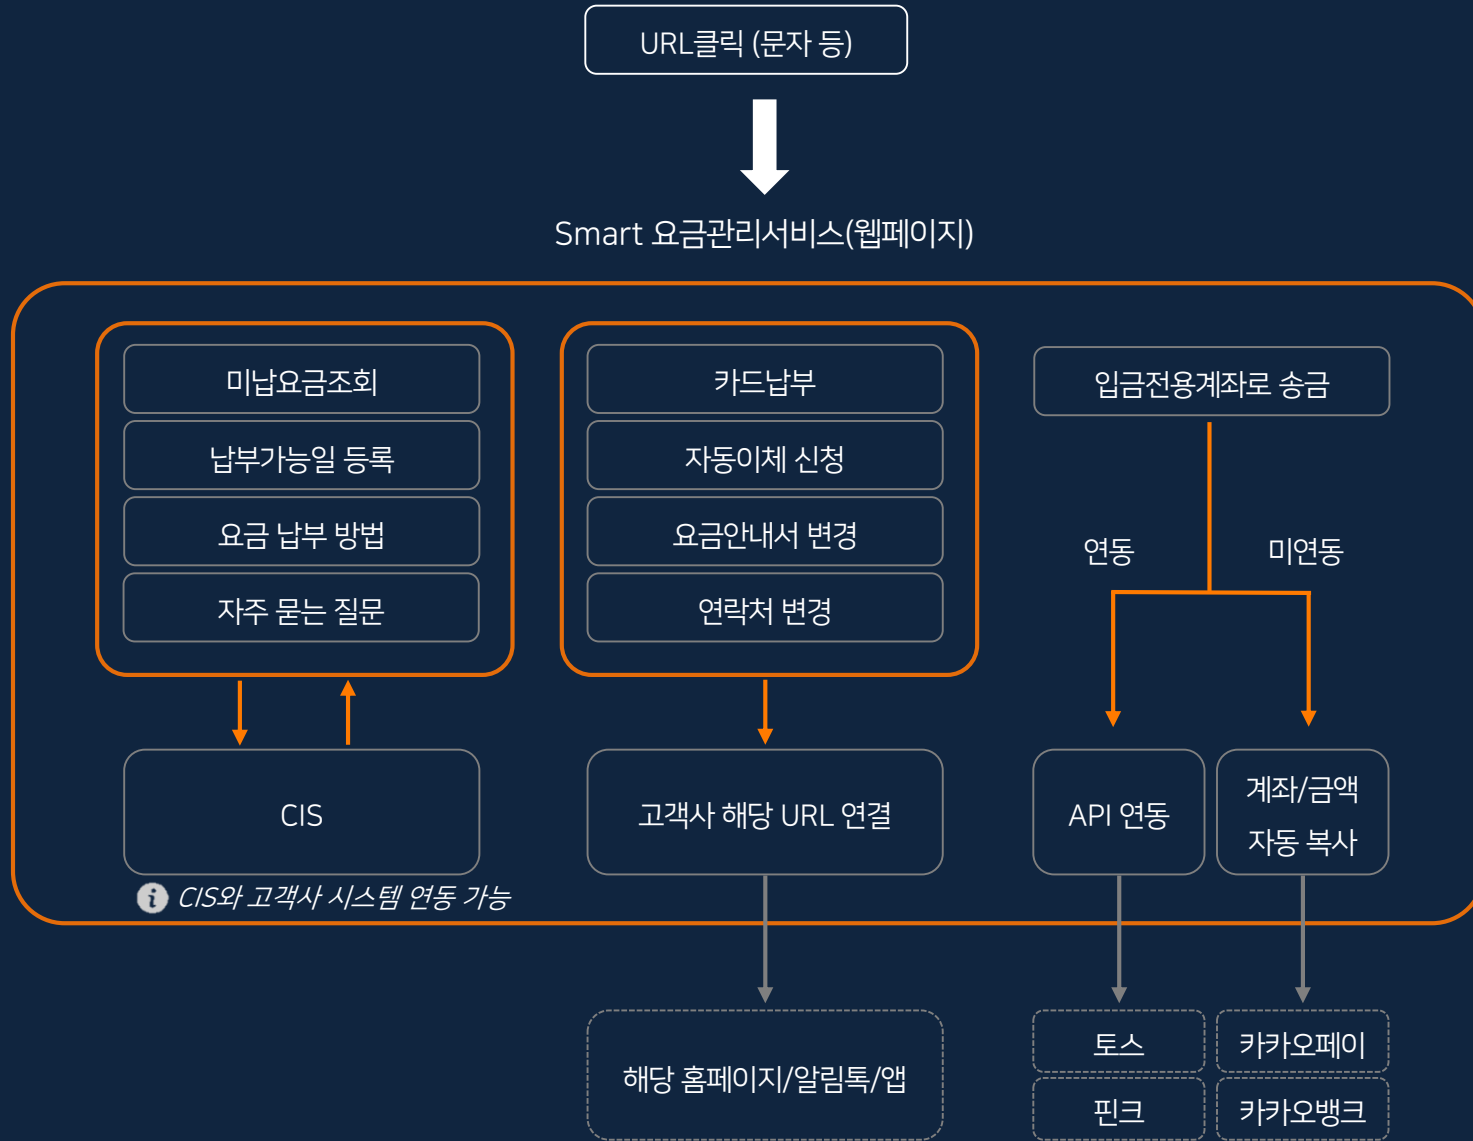 URL클릭 (문자 등)
Smart 요금관리서비스(웹페이지)
미납요금조회
납부가능일 등록
요금 납부 방법
자주 묻는 질문
카드납부
자동이체 신청
요금안내서 변경
연락처 변경
입금전용계좌로 송금
연동
미연동
CIS
고객사 해당 URL 연결
API 연동
계좌/금액
자동 복사
i
CIS와 고객사 시스템 연동 가능
해당 홈페이지/알림톡/앱
토스
카카오페이
핀크
카카오뱅크